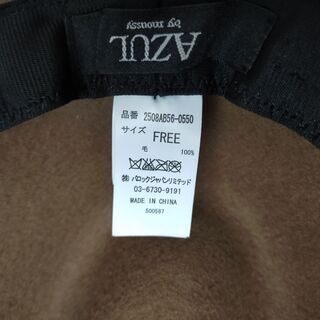 AZUL
by moussy
品番 2508AB56-0550
サイズ FREE
毛 100%
㈱バロックジャパンリミテッド
03-6730-9191
MADE IN CHINA
500567